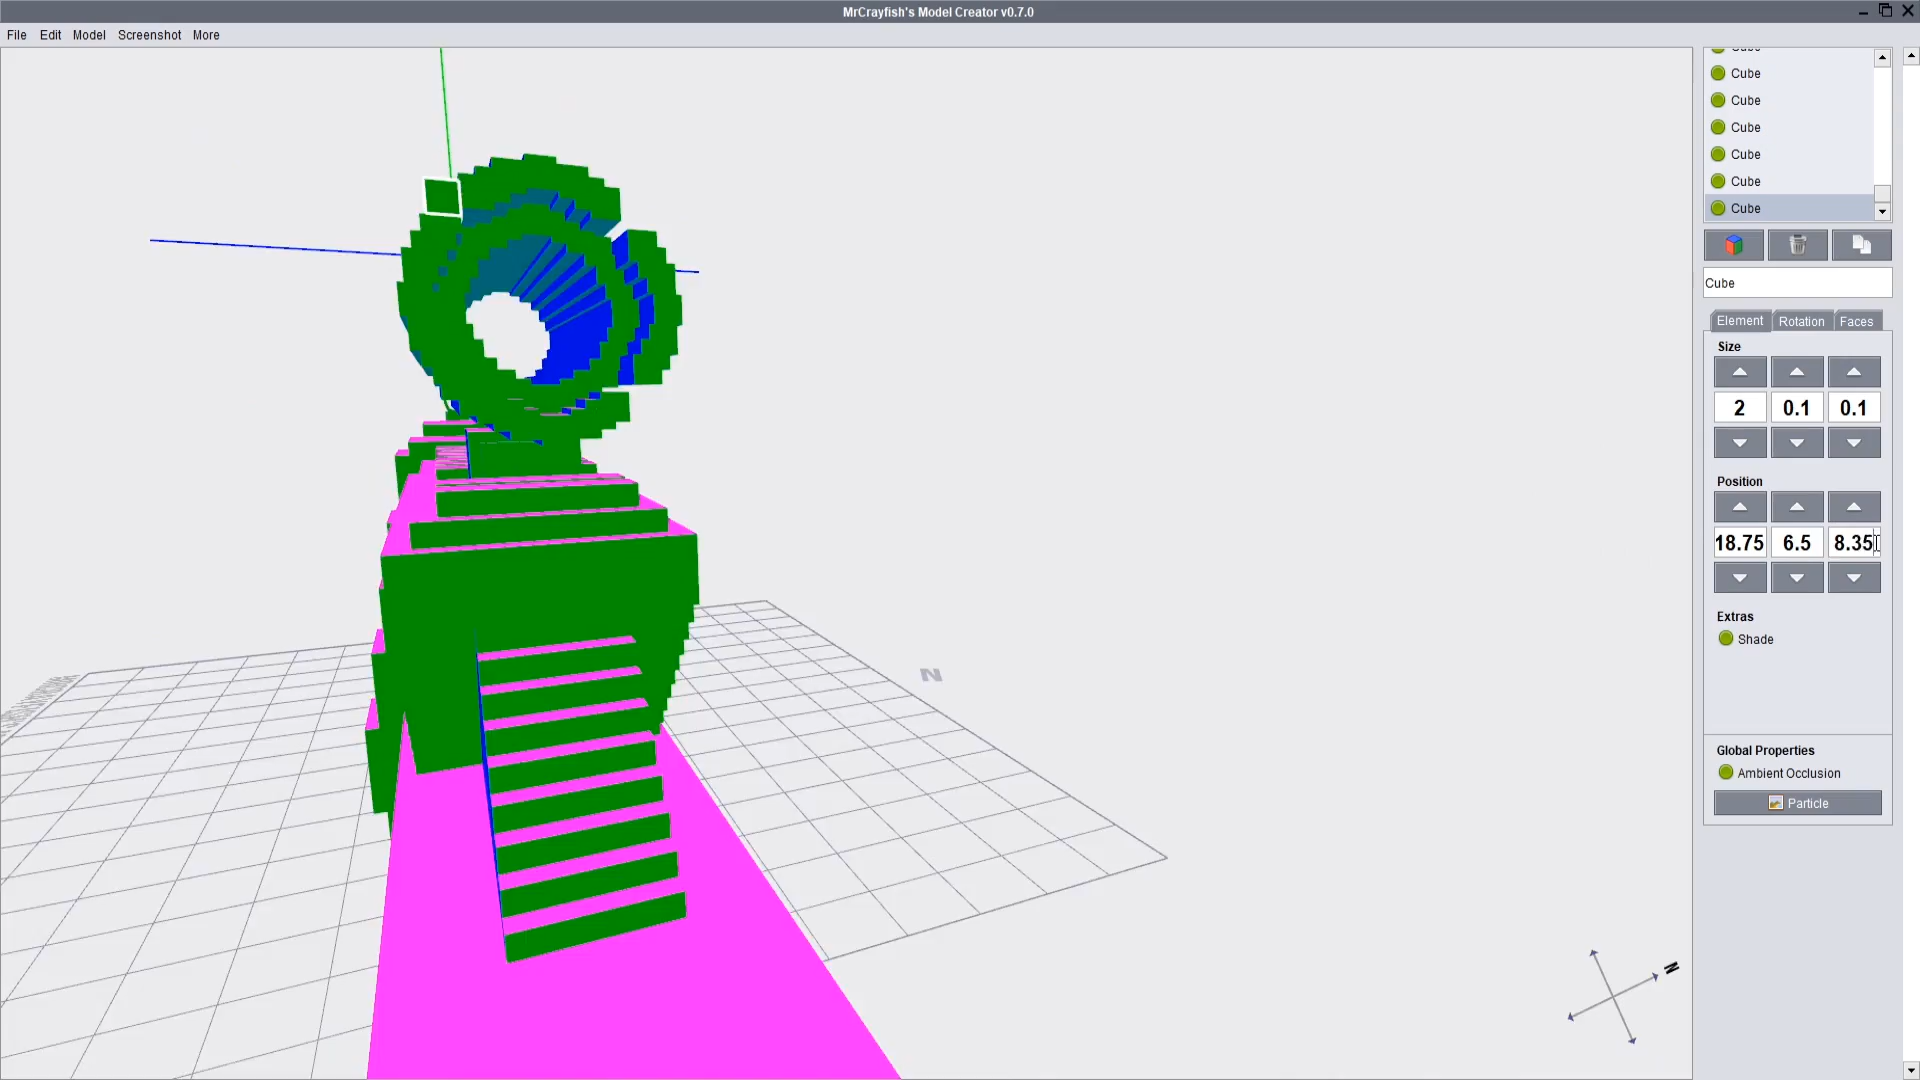 MrCrayfish's Model Creator v0.7.0
File Edit Model Screenshot More
Cube
Cube
Cube
Cube
Cube
Cube
Cube
Element Rotation Faces
Size
2 0.1 0.1
Position
18.75 6.5 8.35
Extras
Shade
N
Global Properties
Ambient Occlusion
Particle
N